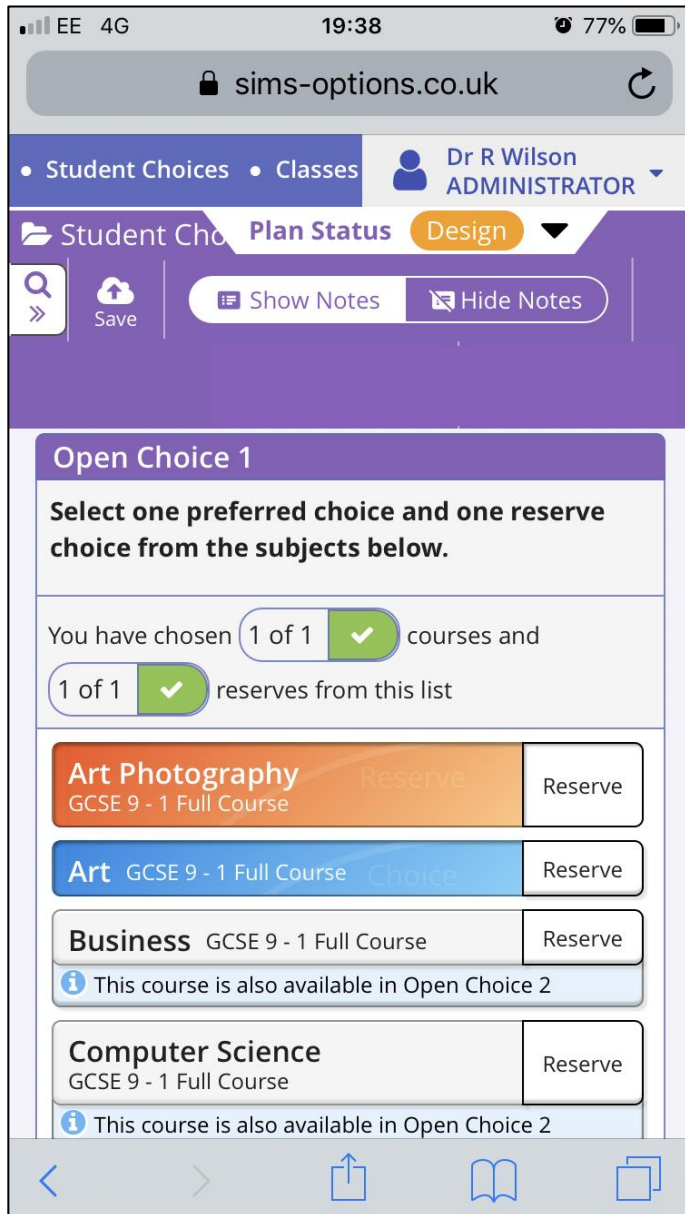 EE 4G 19:38 77%
sims-options.co.uk
• Student Choices • Classes Dr R Wilson
ADMINISTRATOR
Student Cho Plan Status Design
Save Show Notes Hide Notes
Open Choice 1
Select one preferred choice and one reserve
choice from the subjects below.
You have chosen 1 of 1 courses and
1 of 1 reserves from this list
Art Photography Reserve Reserve
GCSE 9 - 1 Full Course
Art GCSE 9 - 1 Full Course Choice Reserve
Business GCSE 9 - 1 Full Course Reserve
This course is also available in Open Choice 2
Computer Science Reserve
GCSE 9 - 1 Full Course
This course is also available in Open Choice 2